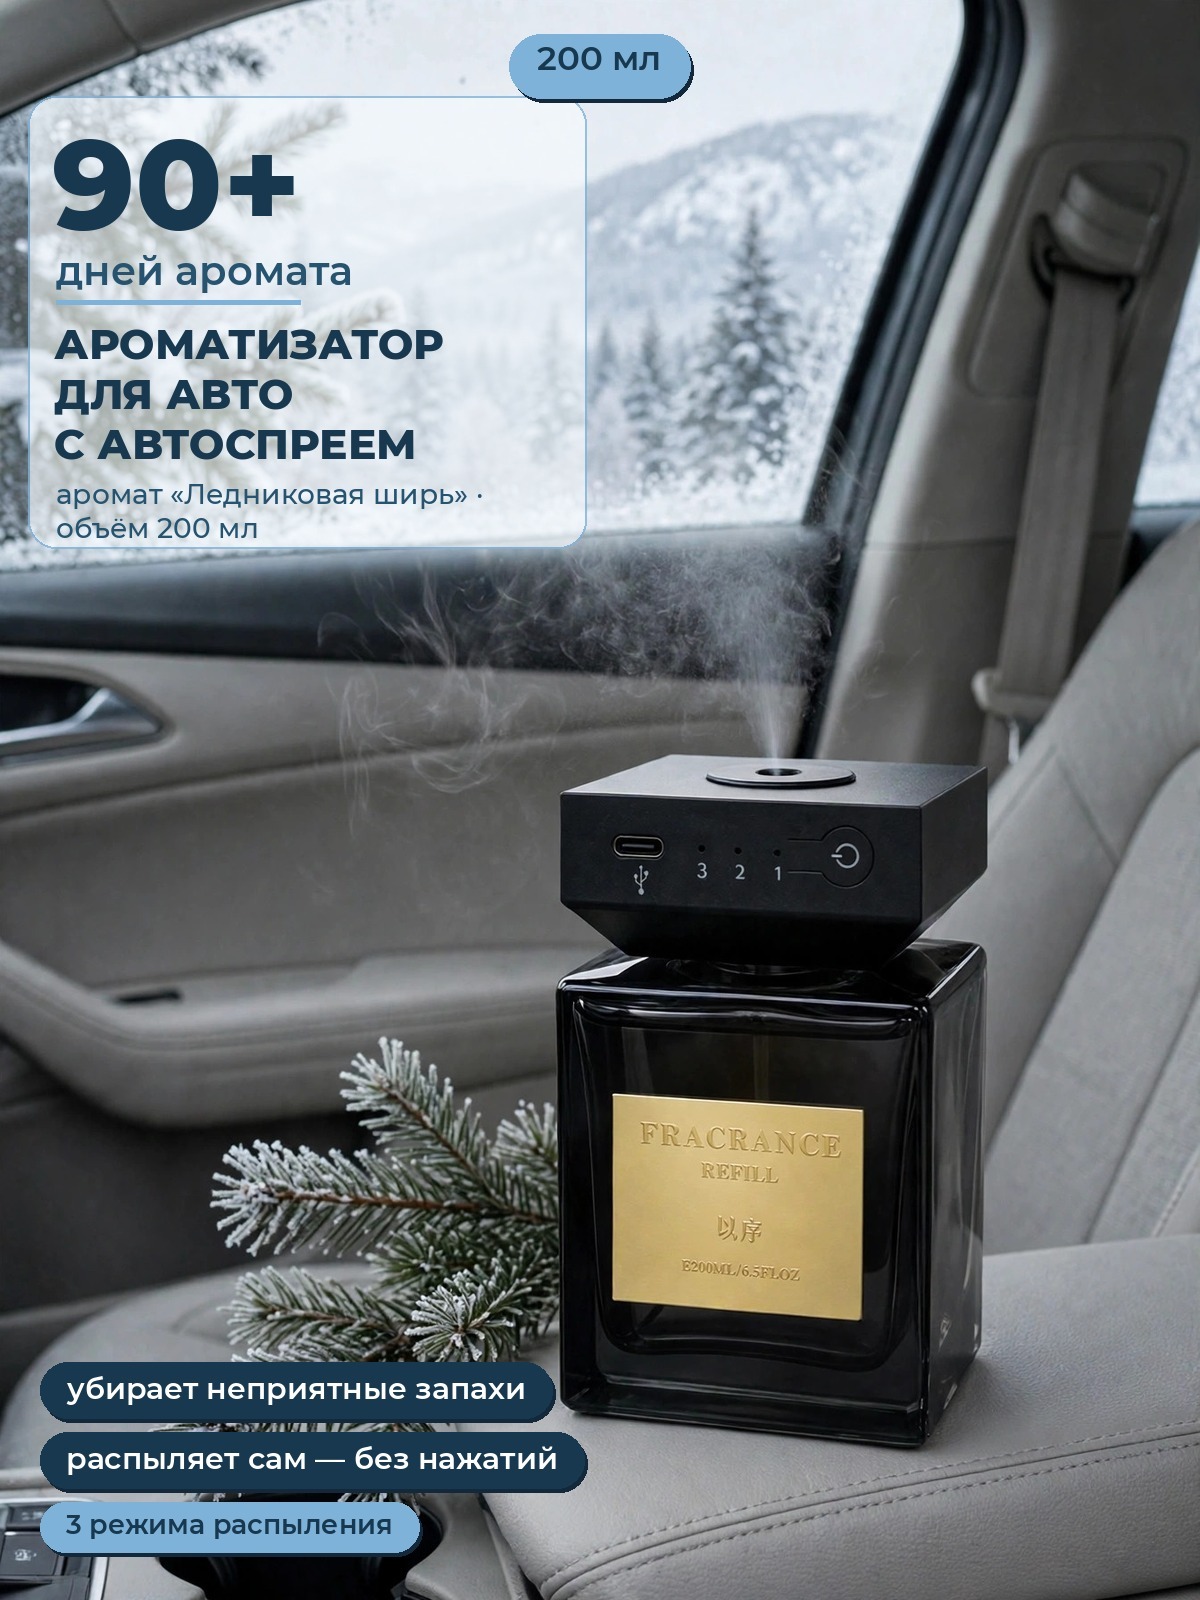 200 мл
90+
дней аромата
АРОМАТИЗАТОР
ДЛЯ АВТО
С АВТОСПРЕЕМ
аромат «Ледниковая ширь» ·
объём 200 мл
3 2 1
FRAGRANCE
REFILL
以序
E200ML/6.5FLOZ
убирает неприятные запахи
распыляет сам — без нажатий
3 режима распыления